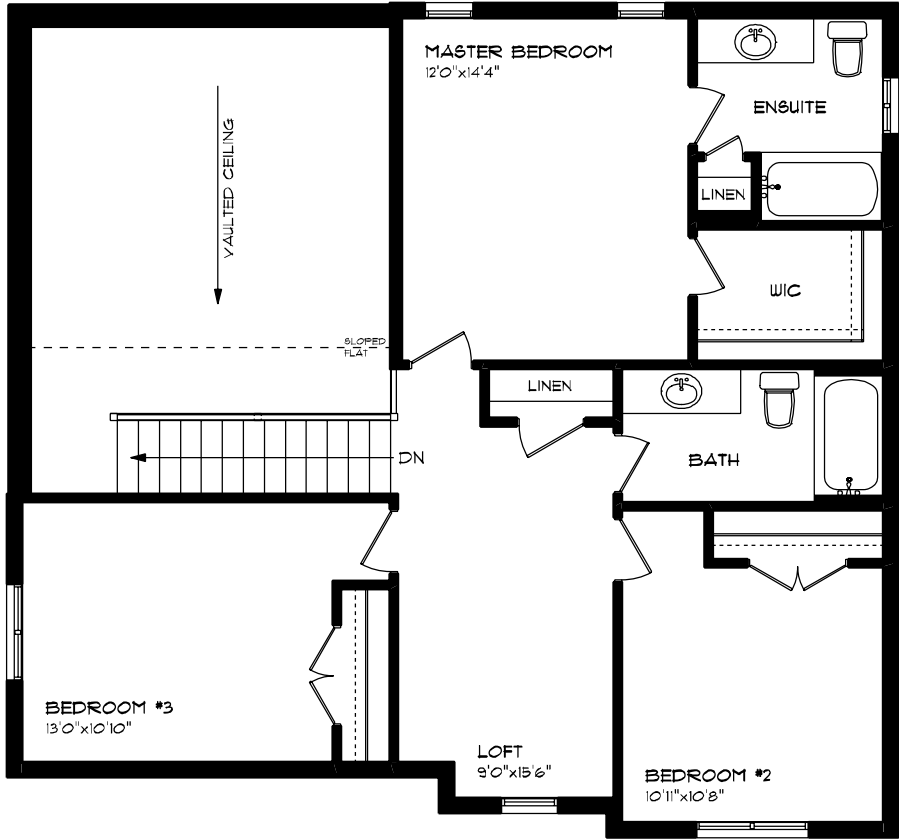 MASTER BEDROOM
12'0"x14'4"
ENSUITE
VAULTED CEILING
LINEN
WIC
SLOPED
FLAT
LINEN
DN
BATH
BEDROOM #3
13'0"x10'10"
LOFT
9'0"x15'6"
BEDROOM #2
10'11"x10'8"